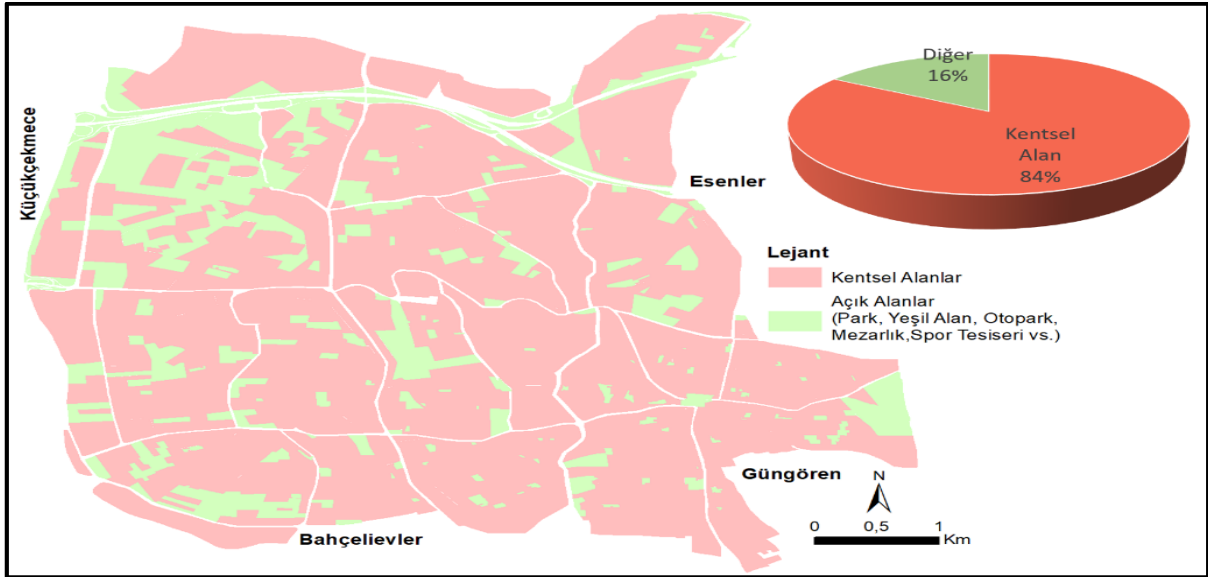 Diğer
16%
Kentsel
Alan
84%
Küçükçekmece
Esenler
Lejant
Kentsel Alanlar
Açık Alanlar
(Park, Yeşil Alan, Otopark,
Mezarlık,Spor Tesiseri vs.)
Güngören
N
Bahçelievler
0 0,5 1
Km